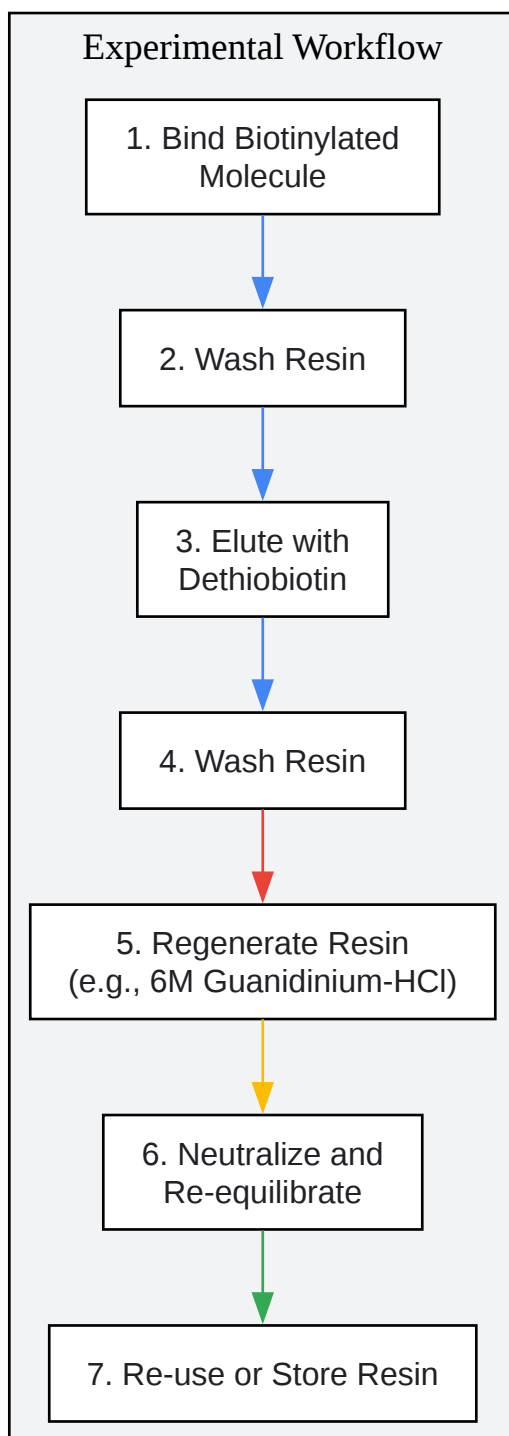 Experimental Workflow
1. Bind Biotinylated
Molecule
2. Wash Resin
3. Elute with
Dethiobiotin
4. Wash Resin
5. Regenerate Resin
(e.g., 6M Guanidinium-HCl)
6. Neutralize and
Re-equilibrate
7. Re-use or Store Resin